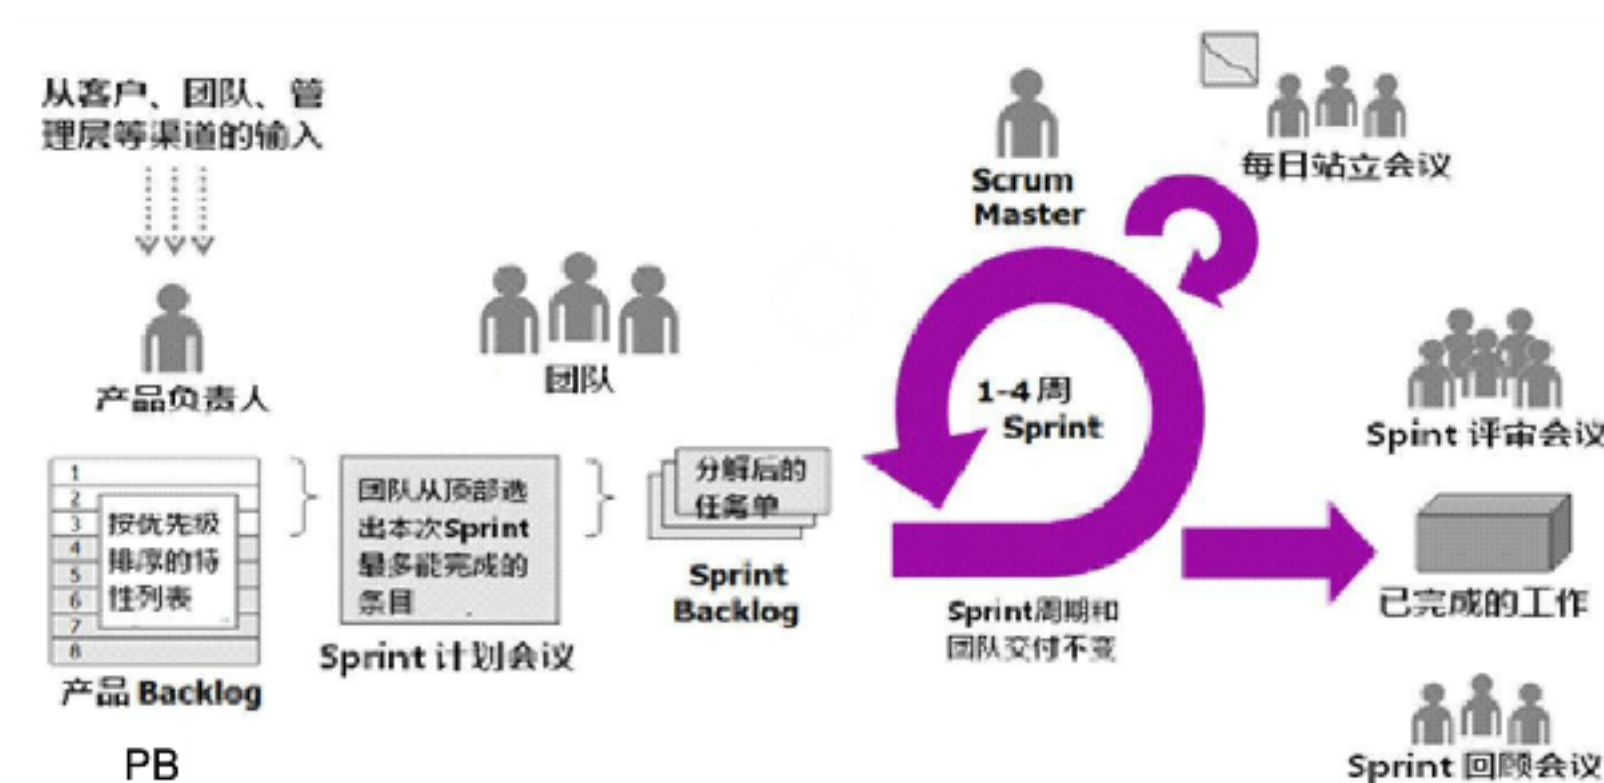 从客户、团队、管
理层等渠道的输入
产品负责人
1
2
3
4
5
6
7
8
按优先级
排序的特
性列表
产品 Backlog
PB
团队
团队从顶部选
出本次Sprint
最多能完成的
条目
Sprint 计划会议
分解后的
任务单
Sprint
Backlog
Scrum
Master
每日站立会议
1-4 周
Sprint
Sprint周期和
团队交付不变
Spint 评审会议
已完成的工作
Sprint 回顾会议